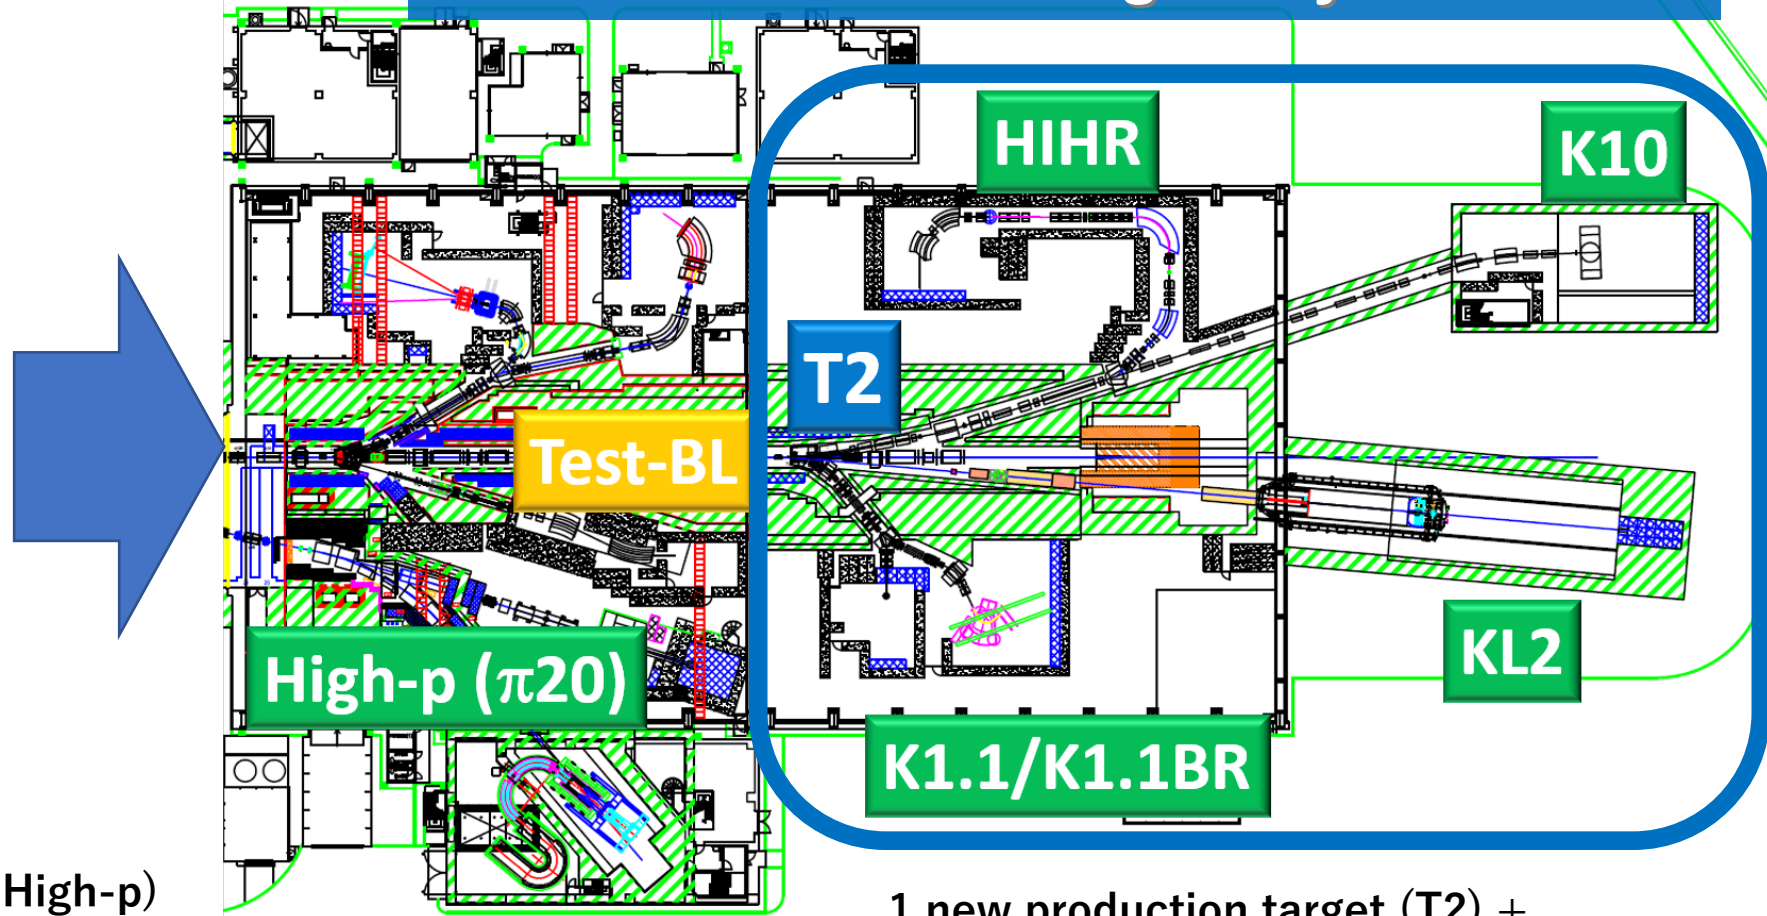 HIHR
K10
T2
Test-BL
High-p (π20)
KL2
K1.1/K1.1BR
High-p)
1 new production target (T2) +